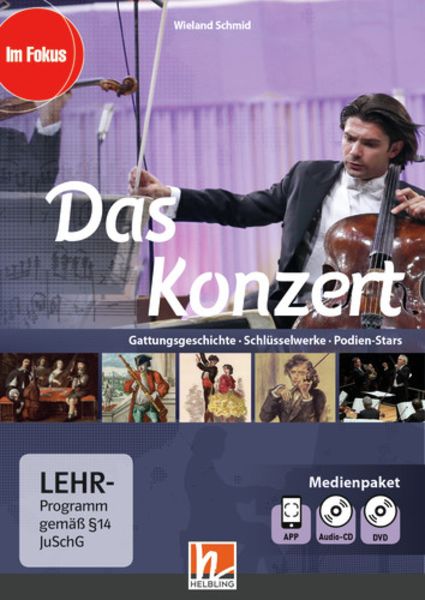 Wieland Schmid
Im Fokus
Das
Konzert
Gattungsgeschichte · Schlüsselwerke · Podien-Stars
LEHR-
Programm
gemäß §14
JuSchG
Medienpaket
APP
Audio-CD
DVD
h
HELBLING